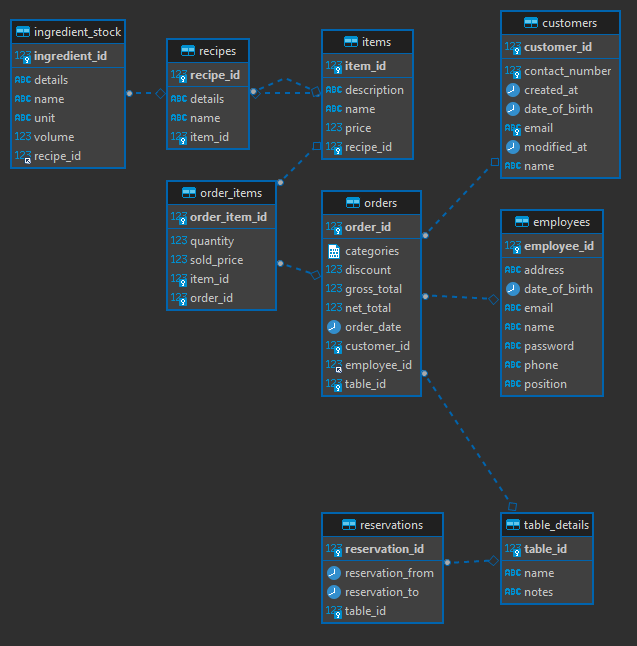 ingredient_stock
123 ingredient_id
ABC details
ABC name
ABC unit
123 volume
123 recipe_id
recipes
123 recipe_id
ABC details
ABC name
123 item_id
items
123 item_id
ABC description
ABC name
123 price
123 recipe_id
customers
123 customer_id
123 contact_number
created_at
date_of_birth
ABC email
modified_at
ABC name
order_items
123 order_item_id
123 quantity
123 sold_price
123 item_id
123 order_id
orders
123 order_id
categories
123 discount
123 gross_total
123 net_total
order_date
123 customer_id
123 employee_id
123 table_id
employees
123 employee_id
ABC address
date_of_birth
ABC email
ABC name
ABC password
ABC phone
ABC position
reservations
123 reservation_id
reservation_from
reservation_to
123 table_id
table_details
123 table_id
ABC name
ABC notes